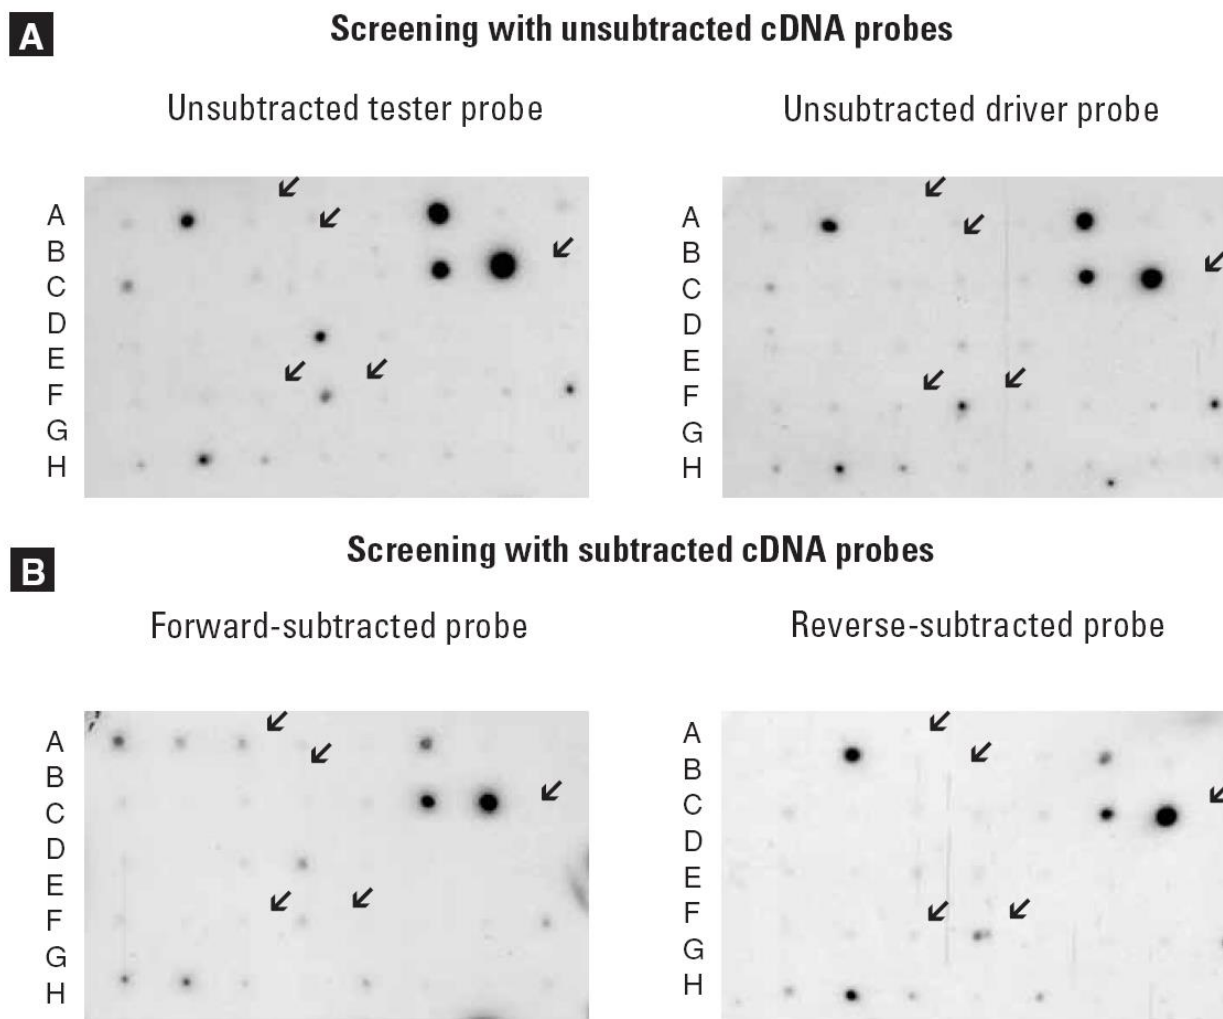 A Screening with unsubtracted cDNA probes
Unsubtracted tester probe
Unsubtracted driver probe
A
B
C
D
E
F
G
H
A
B
C
D
E
F
G
H
B Screening with subtracted cDNA probes
Forward-subtracted probe
Reverse-subtracted probe
A
B
C
D
E
F
G
H
A
B
C
D
E
F
G
H